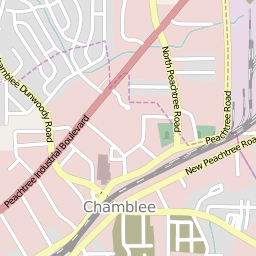 Chamblee Dunwoody Road
North Peachtree Road
Peachtree Road
Peachtree Industrial Boulevard
New Peachtree Road
Chamblee